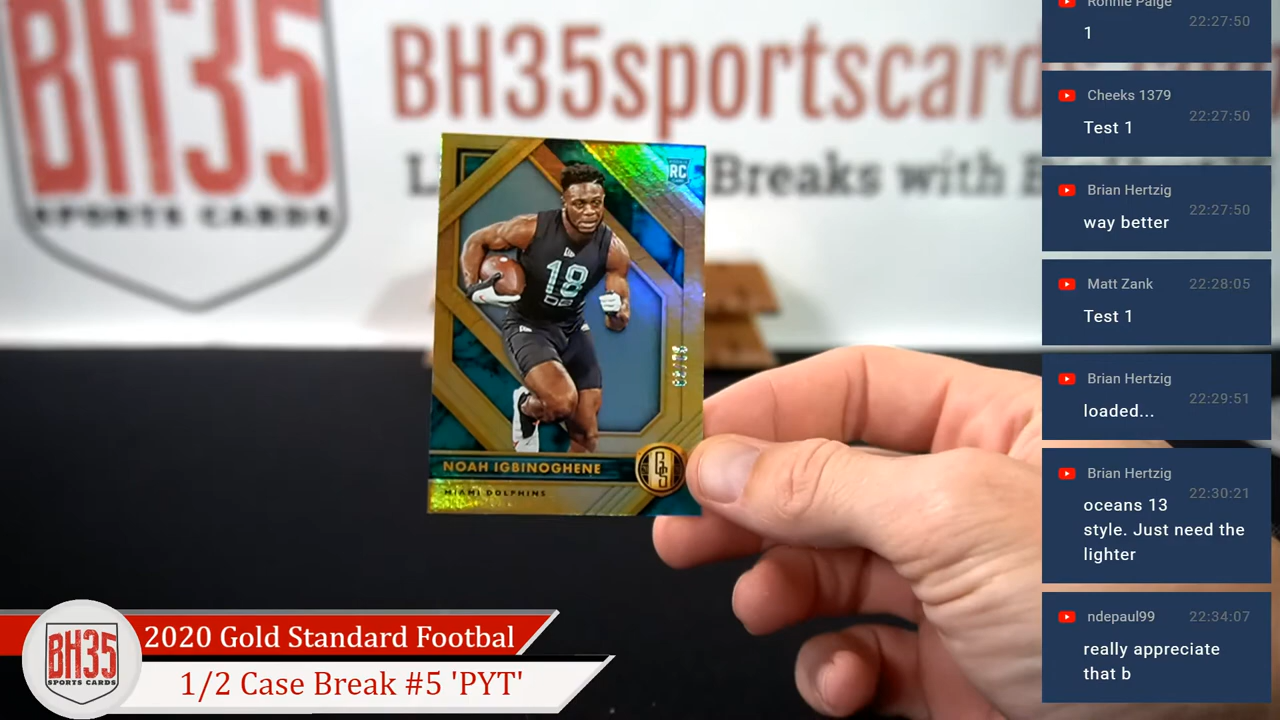 BH35
SPORTS CARDS
BH35sportscards
Breaks with
RC
18
DB
NOAH IGBINOGHENE
MIAMI DOLPHINS
GS
2020 Gold Standard Footbal
1/2 Case Break #5 'PYT'
BH35
SPORTS CARDS
Ronnie Paige
22:27:50
1
Cheeks 1379
22:27:50
Test 1
Brian Hertzig
22:27:50
way better
Matt Zank
22:28:05
Test 1
Brian Hertzig
22:29:51
loaded...
Brian Hertzig
22:30:21
oceans 13
style. Just need the
lighter
ndepaul99
22:34:07
really appreciate
that b